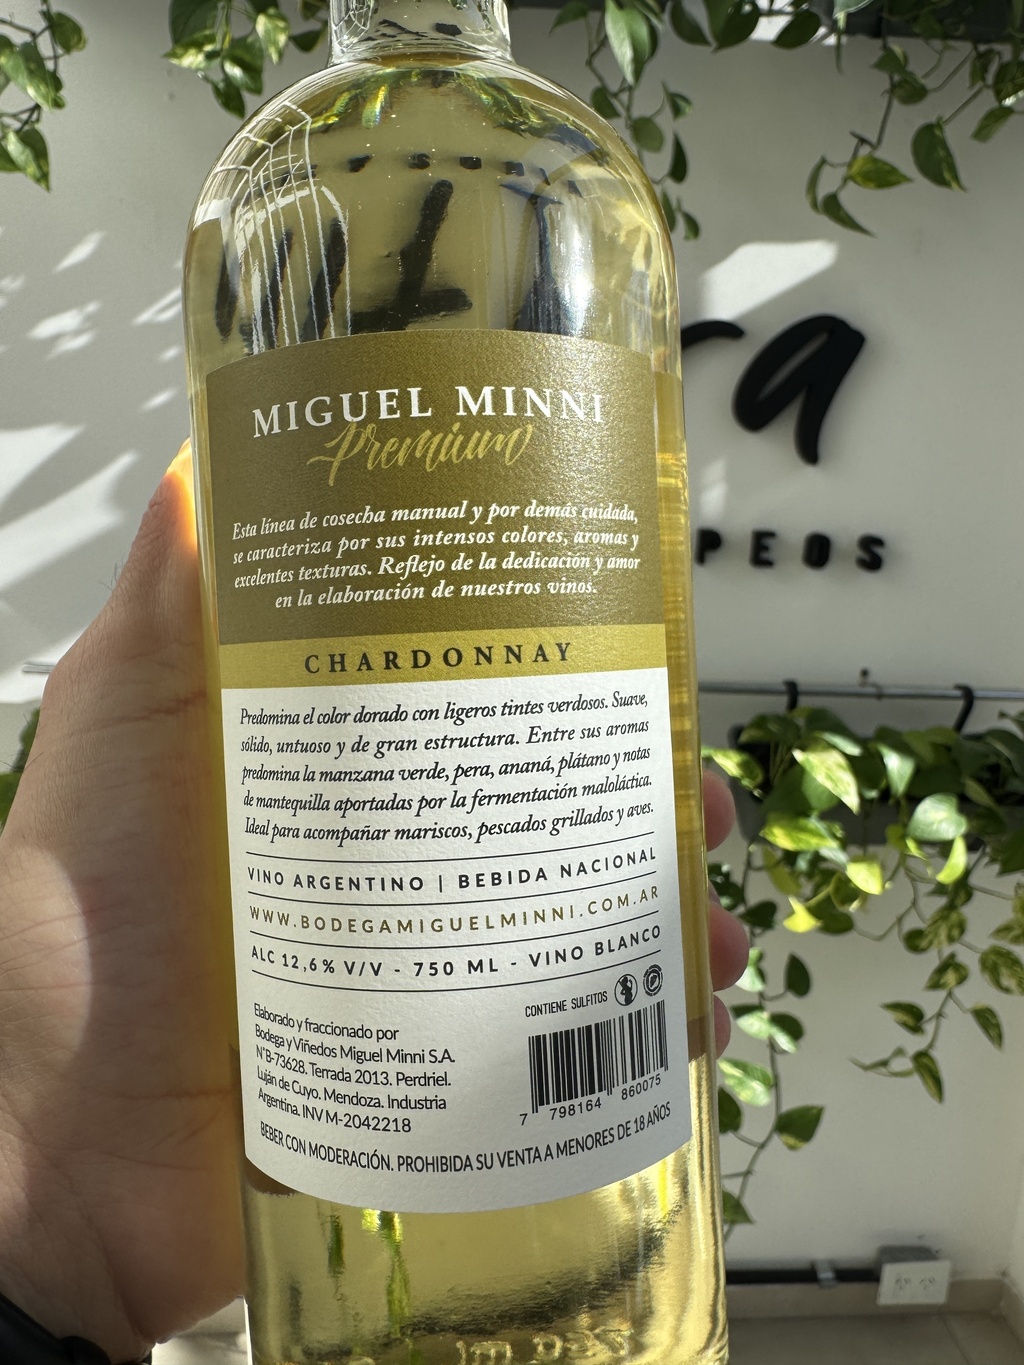 MIGUEL MINNI
Premium
Esta línea de cosecha manual y por demás cuidada,
se caracteriza por sus intensos colores, aromas y
excelentes texturas. Reflejo de la dedicación y amor
en la elaboración de nuestros vinos.
CHARDONNAY
Predomina el color dorado con ligeros tintes verdosos. Suave,
sólido, untuoso y de gran estructura. Entre sus aromas
predomina la manzana verde, pera, ananá, plátano y notas
de mantequilla aportadas por la fermentación maloláctica.
Ideal para acompañar mariscos, pescados grillados y aves.
VINO ARGENTINO | BEBIDA NACIONAL
WWW.BODEGAMIGUELMINNI.COM.AR
ALC 12,6% V/V - 750 ML - VINO BLANCO
CONTIENE SULFITOS
Elaborado y fraccionado por
Bodega y Viñedos Miguel Minni S.A.
N°B-73628. Terrada 2013. Perdriel.
Luján de Cuyo. Mendoza. Industria
Argentina. INV M-2042218
7 798164 860075
BEBER CON MODERACIÓN. PROHIBIDA SU VENTA A MENORES DE 18 AÑOS
ra
PEOS